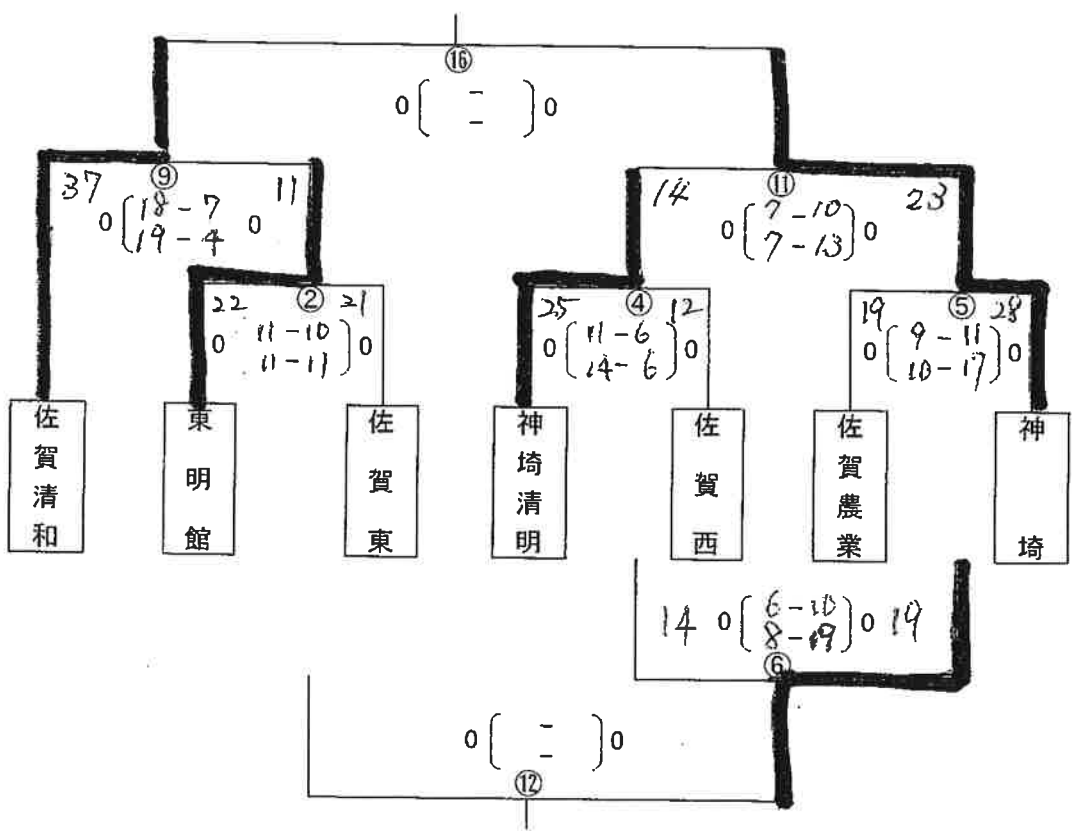 ⑯
0 ( - - ) 0
⑨
37 11
0 18 - 7 0
19 - 4
14 ⑪ 23
0 7 - 10 0
7 - 13
22 ② 21
0 11 - 10 0
11 - 11
25 ④ 12
0 11 - 6 0
14 - 6
19 ⑤ 28
0 9 - 11 0
10 - 17
佐賀清和
東明館
佐賀東
神埼清明
佐賀西
佐賀農業
神埼
14 0 6 - 10 0 19
8 - 19
⑥
0 ( - - ) 0
⑫